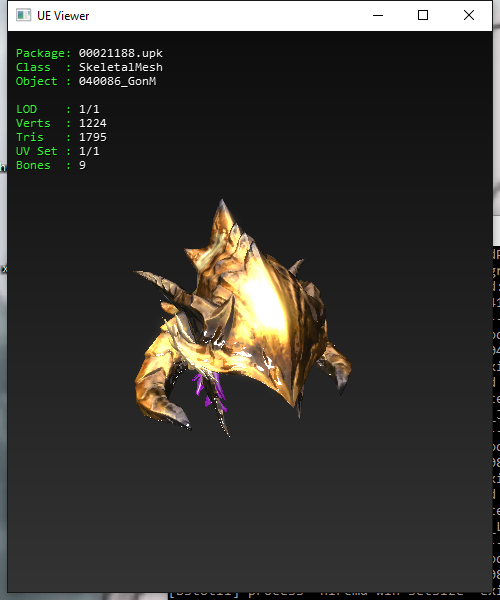 UE Viewer
Package: 00021188.upk
Class : SkeletalMesh
Object : 040086_GonM
LOD : 1/1
Verts : 1224
Tris : 1795
UV Set : 1/1
Bones : 9